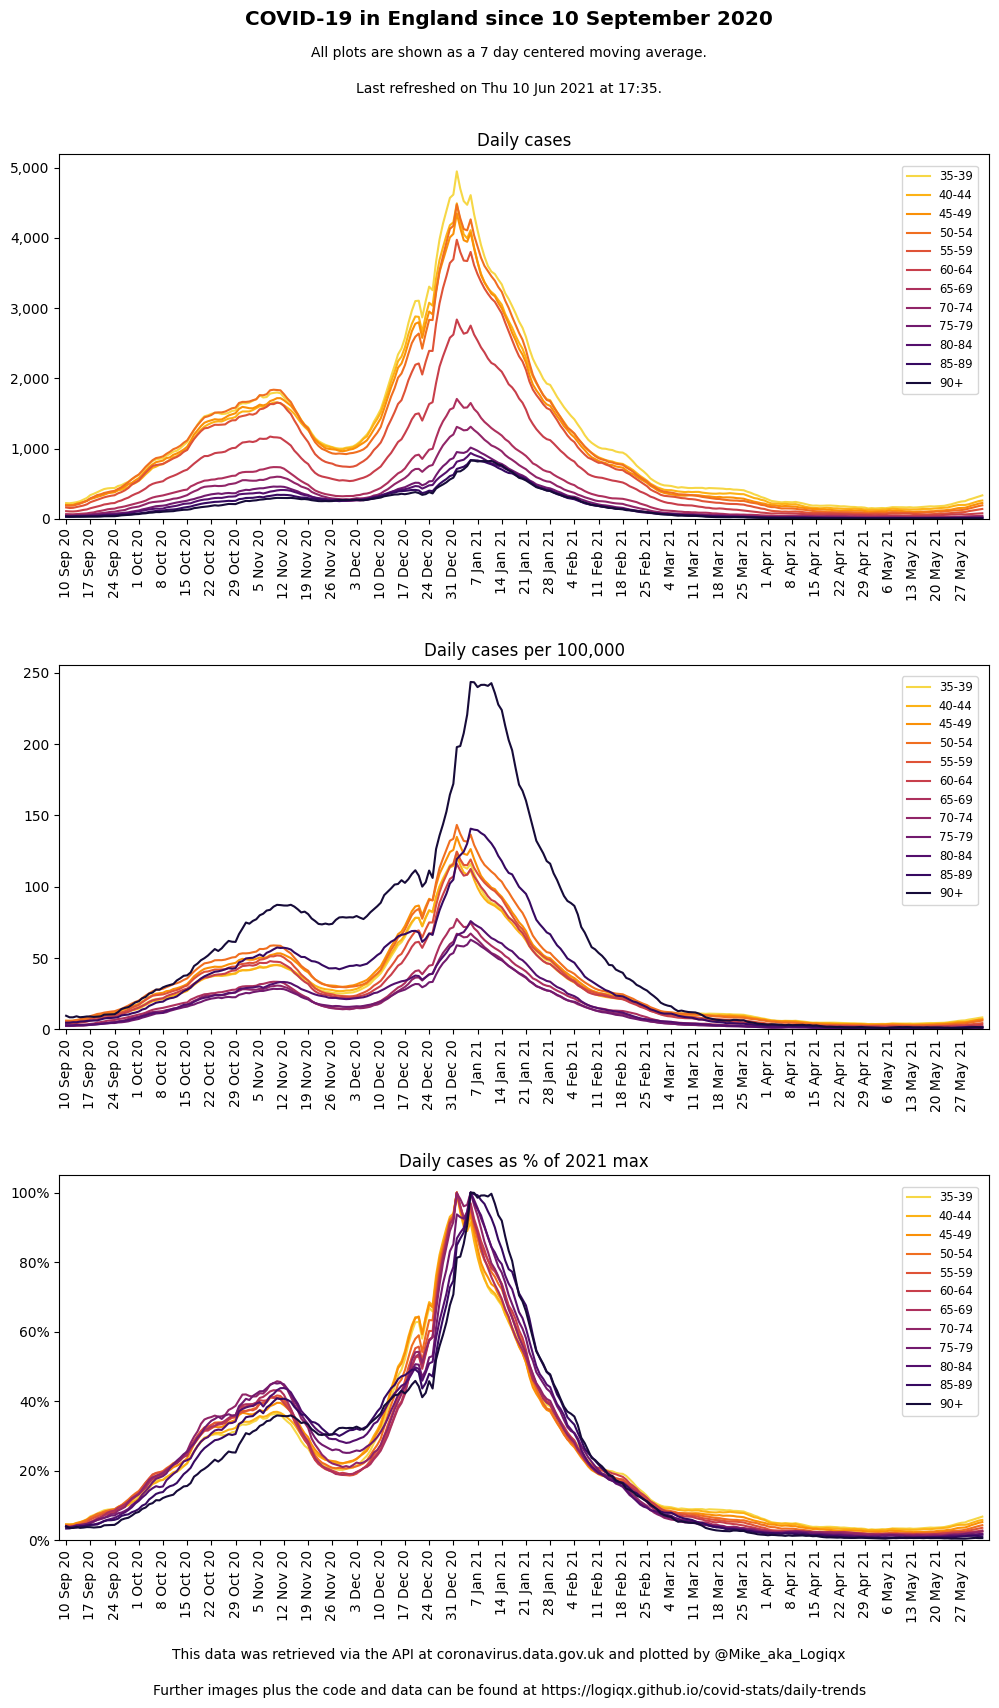 COVID-19 in England since 10 September 2020
All plots are shown as a 7 day centered moving average.
Last refreshed on Thu 10 Jun 2021 at 17:35.
Daily cases
5,000
4,000
3,000
2,000
1,000
0
35-39
40-44
45-49
50-54
55-59
60-64
65-69
70-74
75-79
80-84
85-89
90+
10 Sep 20
17 Sep 20
24 Sep 20
1 Oct 20
8 Oct 20
15 Oct 20
22 Oct 20
29 Oct 20
5 Nov 20
12 Nov 20
19 Nov 20
26 Nov 20
3 Dec 20
10 Dec 20
17 Dec 20
24 Dec 20
31 Dec 20
7 Jan 21
14 Jan 21
21 Jan 21
28 Jan 21
4 Feb 21
11 Feb 21
18 Feb 21
25 Feb 21
4 Mar 21
11 Mar 21
18 Mar 21
25 Mar 21
1 Apr 21
8 Apr 21
15 Apr 21
22 Apr 21
29 Apr 21
6 May 21
13 May 21
20 May 21
27 May 21
Daily cases per 100,000
250
200
150
100
50
0
35-39
40-44
45-49
50-54
55-59
60-64
65-69
70-74
75-79
80-84
85-89
90+
10 Sep 20
17 Sep 20
24 Sep 20
1 Oct 20
8 Oct 20
15 Oct 20
22 Oct 20
29 Oct 20
5 Nov 20
12 Nov 20
19 Nov 20
26 Nov 20
3 Dec 20
10 Dec 20
17 Dec 20
24 Dec 20
31 Dec 20
7 Jan 21
14 Jan 21
21 Jan 21
28 Jan 21
4 Feb 21
11 Feb 21
18 Feb 21
25 Feb 21
4 Mar 21
11 Mar 21
18 Mar 21
25 Mar 21
1 Apr 21
8 Apr 21
15 Apr 21
22 Apr 21
29 Apr 21
6 May 21
13 May 21
20 May 21
27 May 21
Daily cases as % of 2021 max
100%
80%
60%
40%
20%
0%
35-39
40-44
45-49
50-54
55-59
60-64
65-69
70-74
75-79
80-84
85-89
90+
10 Sep 20
17 Sep 20
24 Sep 20
1 Oct 20
8 Oct 20
15 Oct 20
22 Oct 20
29 Oct 20
5 Nov 20
12 Nov 20
19 Nov 20
26 Nov 20
3 Dec 20
10 Dec 20
17 Dec 20
24 Dec 20
31 Dec 20
7 Jan 21
14 Jan 21
21 Jan 21
28 Jan 21
4 Feb 21
11 Feb 21
18 Feb 21
25 Feb 21
4 Mar 21
11 Mar 21
18 Mar 21
25 Mar 21
1 Apr 21
8 Apr 21
15 Apr 21
22 Apr 21
29 Apr 21
6 May 21
13 May 21
20 May 21
27 May 21
This data was retrieved via the API at coronavirus.data.gov.uk and plotted by @Mike_aka_Logiqx
Further images plus the code and data can be found at https://logiqx.github.io/covid-stats/daily-trends